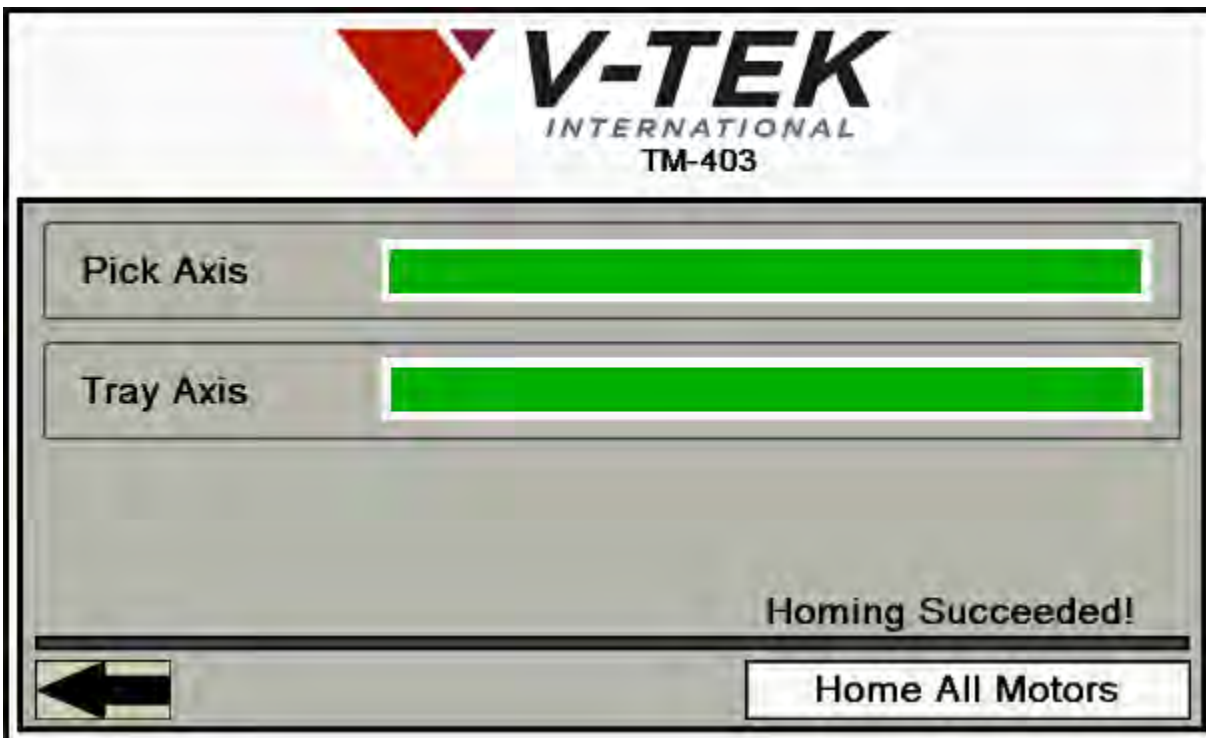 V-TEK
INTERNATIONAL
TM-403
Pick Axis
Tray Axis
Homing Succeeded!
Home All Motors